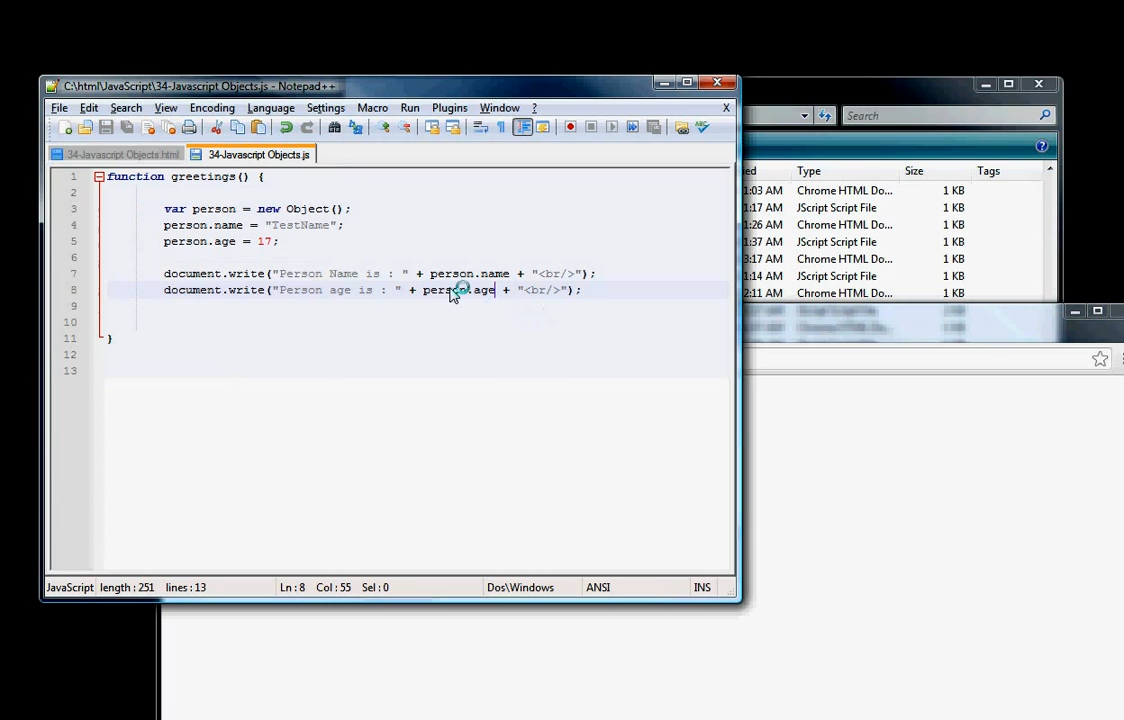 C:\html\JavaScript\34-Javascript Objects.js - Notepad++
File Edit Search View Encoding Language Settings Macro Run Plugins Window ? X
34-Javascript Objects.html 34-Javascript Objects.js
1 function greetings() {
2
3 var person = new Object();
4 person.name = "TestName";
5 person.age = 17;
6
7 document.write("Person Name is : " + person.name + "<br/>");
8 document.write("Person age is : " + person.age + "<br/>");
9
10
11 }
12
13
JavaScript length : 251 lines : 13 Ln : 8 Col : 55 Sel : 0 Dos\Windows ANSI INS
Search
ied Type Size Tags
1:03 AM Chrome HTML Do... 1 KB
1:17 AM JScript Script File 1 KB
1:26 AM Chrome HTML Do... 1 KB
1:37 AM JScript Script File 1 KB
3:17 AM Chrome HTML Do... 1 KB
1:14 AM JScript Script File 1 KB
2:11 AM Chrome HTML Do... 1 KB